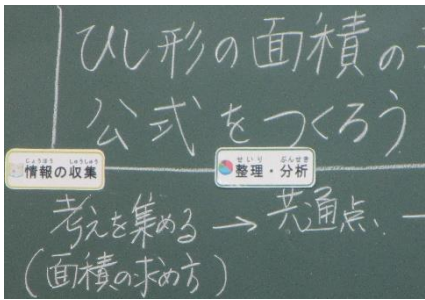 ひし形の面積の
公式をつくろう
じょうほう しゅうしゅう
情報の収集
せいり ぶんせき
整理・分析
考えを集める→共通点、
(面積の求め方)